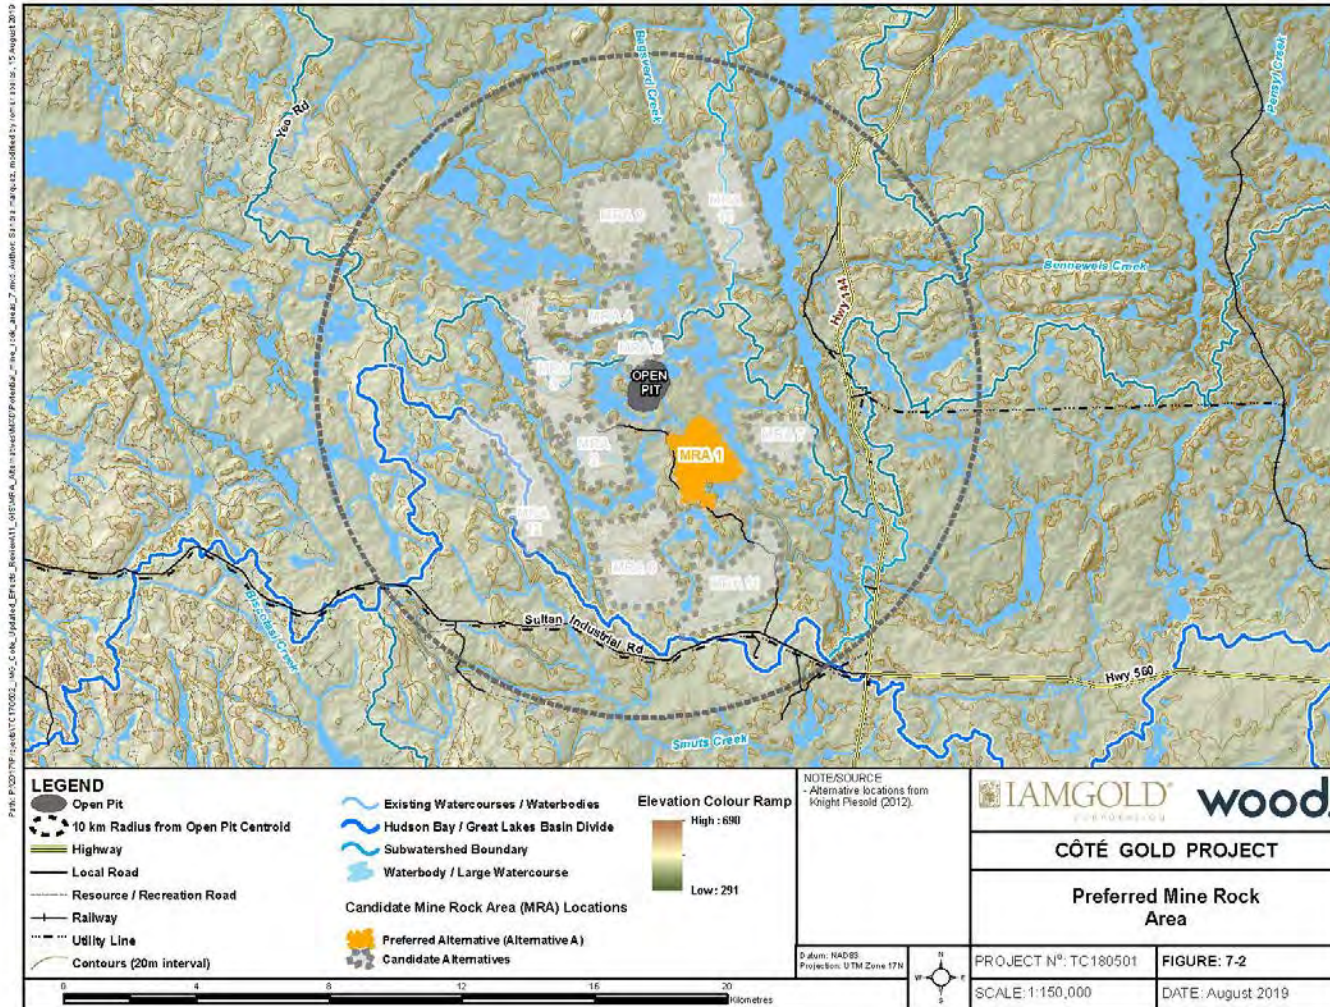 Yeo Rd
Bagsverd Creek
Pensyl Creek
MRA 9
MRA
Benneweis Creek
Hwy 144
MRA 4
OPEN
PIT
MRA
MRA 7
MRA
MRA 1
MRA
MRA 6
MRA
Sultan Industrial Rd
Hwy 560
Smuts Creek
LEGEND
Open Pit
10 km Radius from Open Pit Centroid
Highway
Local Road
Resource / Recreation Road
Railway
Utility Line
Contours (20m interval)
Existing Watercourses / Waterbodies
Hudson Bay / Great Lakes Basin Divide
Subwatershed Boundary
Waterbody / Large Watercourse
Candidate Mine Rock Area (MRA) Locations
Preferred Alternative (Alternative A)
Candidate Alternatives
Elevation Colour Ramp
High : 690
Low : 291
0 4 8 12 16 20
Kilometres
NOTE/SOURCE
- Alternative locations from
Knight Piesold (2012).
Datum: NAD83
Projection: UTM Zone 17N
N
W E
S
IAMGOLD
CORPORATION
wood.
CÔTÉ GOLD PROJECT
Preferred Mine Rock
Area
PROJECT Nº: TC180501
FIGURE: 7-2
SCALE: 1:150,000
DATE: August 2019